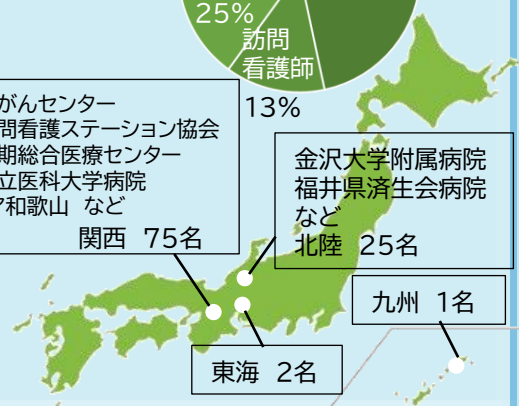 25%
訪問
看護師
13%
がんセンター
問看護ステーション協会
期総合医療センター
立医科大学病院
和歌山 など
関西 75名
金沢大学附属病院
福井県済生会病院
など
北陸 25名
九州 1名
東海 2名